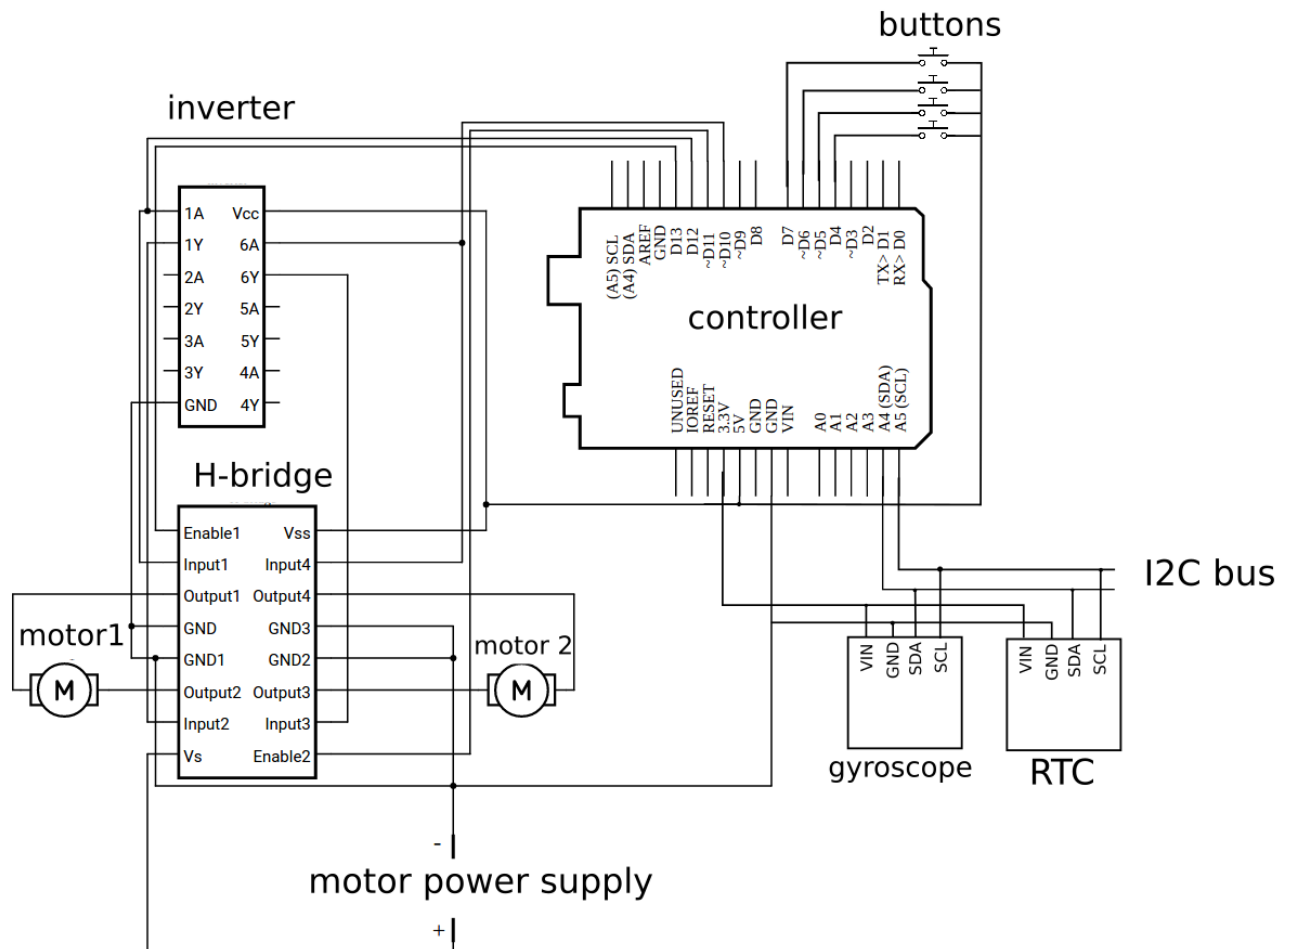 buttons
inverter
1A Vcc
1Y 6A
2A 6Y
2Y 5A
3A 5Y
3Y 4A
GND 4Y
(A5) SCL
(A4) SDA
AREF
GND
D13
D12
~D11
~D10
~D9
D8
D7
~D6
~D5
D4
~D3
D2
TX> D1
RX> D0
controller
UNUSED
IOREF
RESET
3.3V
5V
GND
GND
VIN
A0
A1
A2
A3
A4 (SDA)
A5 (SCL)
H-bridge
Enable1 Vss
Input1 Input4
Output1 Output4
GND GND3
GND1 GND2
Output2 Output3
Input2 Input3
Vs Enable2
motor1
M
motor 2
M
I2C bus
VIN
GND
SDA
SCL
gyroscope
VIN
GND
SDA
SCL
RTC
-
motor power supply
+